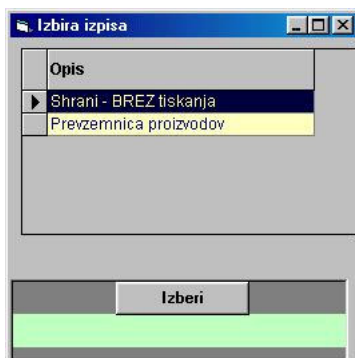 Izbira izpisa
Opis
Shrani - BREZ tiskanja
Prevzemnica proizvodov
Izberi